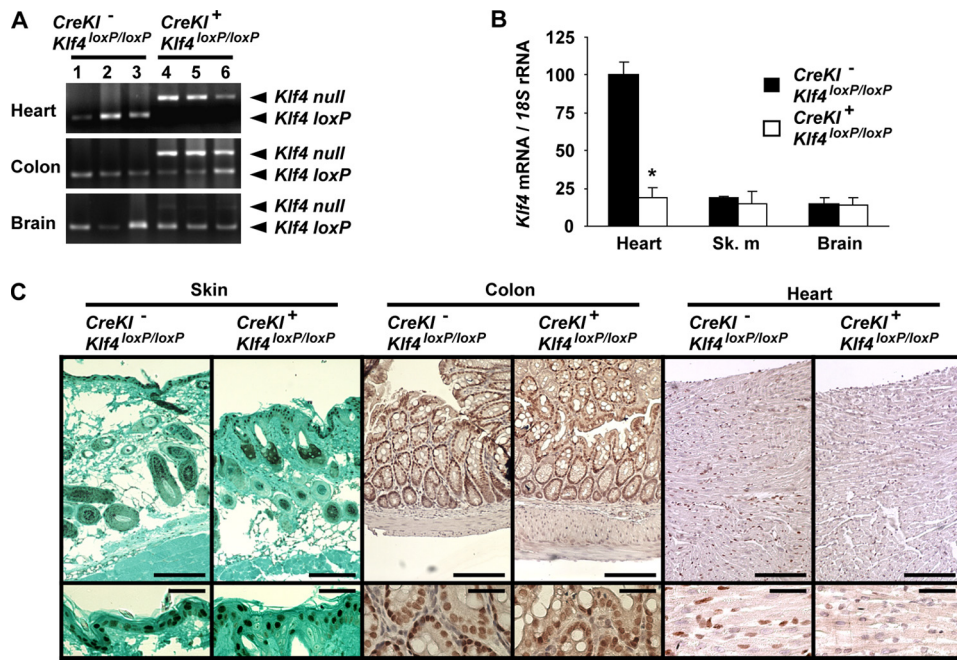 A
CreKI - CreKI +
Klf4 loxP/loxP Klf4 loxP/loxP
1 2 3 4 5 6
Heart
Klf4 null
Klf4 loxP
Colon
Klf4 null
Klf4 loxP
Brain
Klf4 null
Klf4 loxP
B
Klf4 mRNA / 18S rRNA
125
100
75
50
25
0
*
CreKI -
Klf4 loxP/loxP
CreKI +
Klf4 loxP/loxP
Heart Sk. m Brain
C
Skin Colon Heart
CreKI - CreKI + CreKI - CreKI + CreKI - CreKI +
Klf4 loxP/loxP Klf4 loxP/loxP Klf4 loxP/loxP Klf4 loxP/loxP Klf4 loxP/loxP Klf4 loxP/loxP